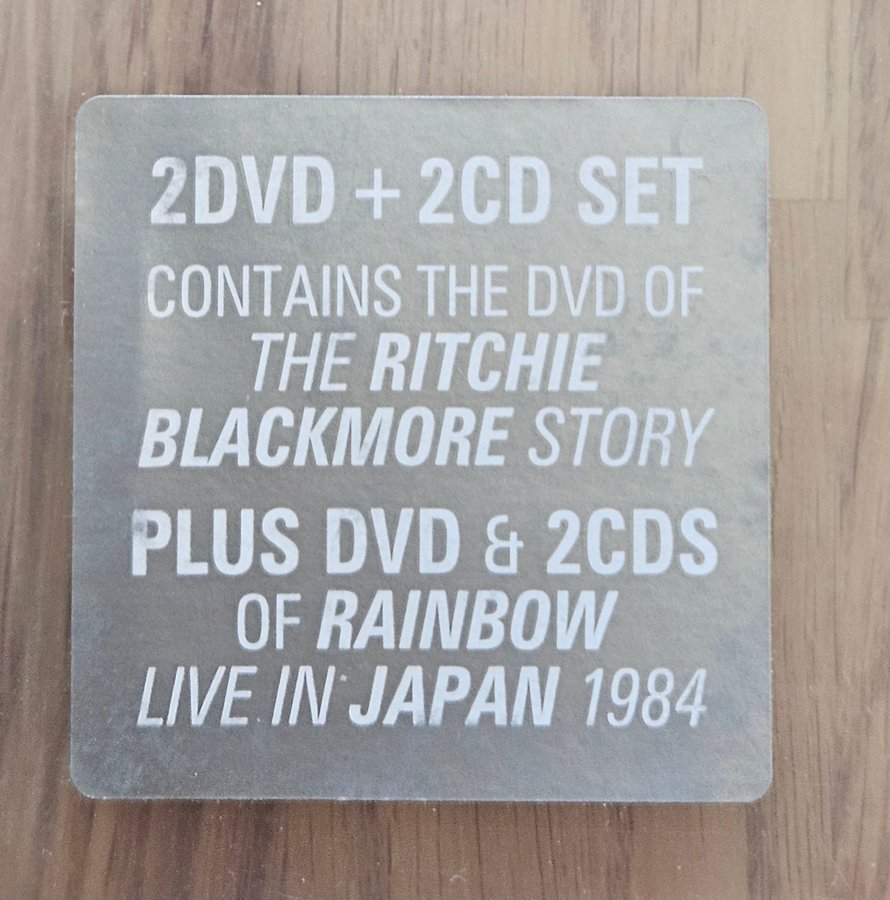 2DVD + 2CD SET
CONTAINS THE DVD OF
THE RITCHIE
BLACKMORE STORY
PLUS DVD & 2CDS
OF RAINBOW
LIVE IN JAPAN 1984